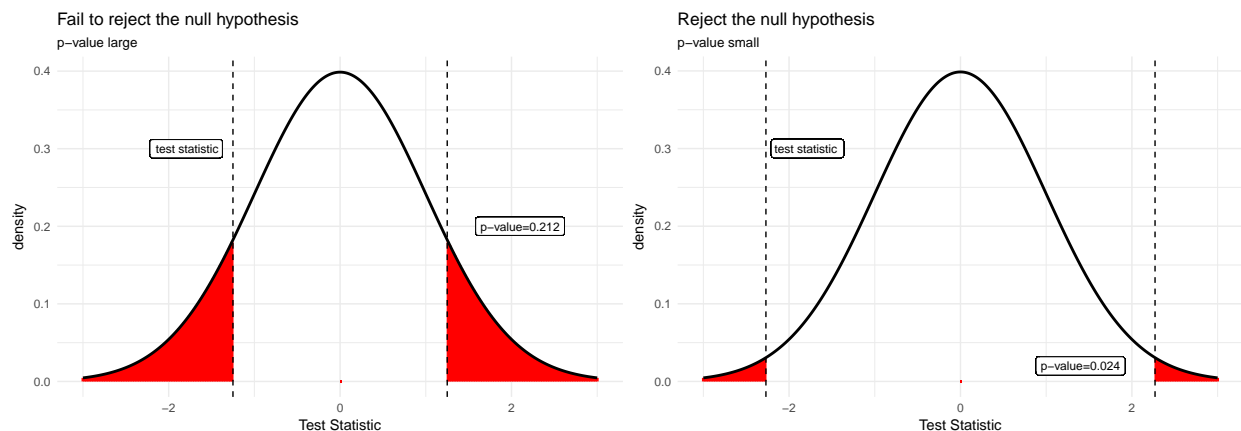 Fail to reject the null hypothesis
p−value large
0.4
0.3
0.2
0.1
0.0
density
test statistic
p−value=0.212
−2
0
2
Test Statistic
Reject the null hypothesis
p−value small
0.4
0.3
0.2
0.1
0.0
density
test statistic
p−value=0.024
−2
0
2
Test Statistic